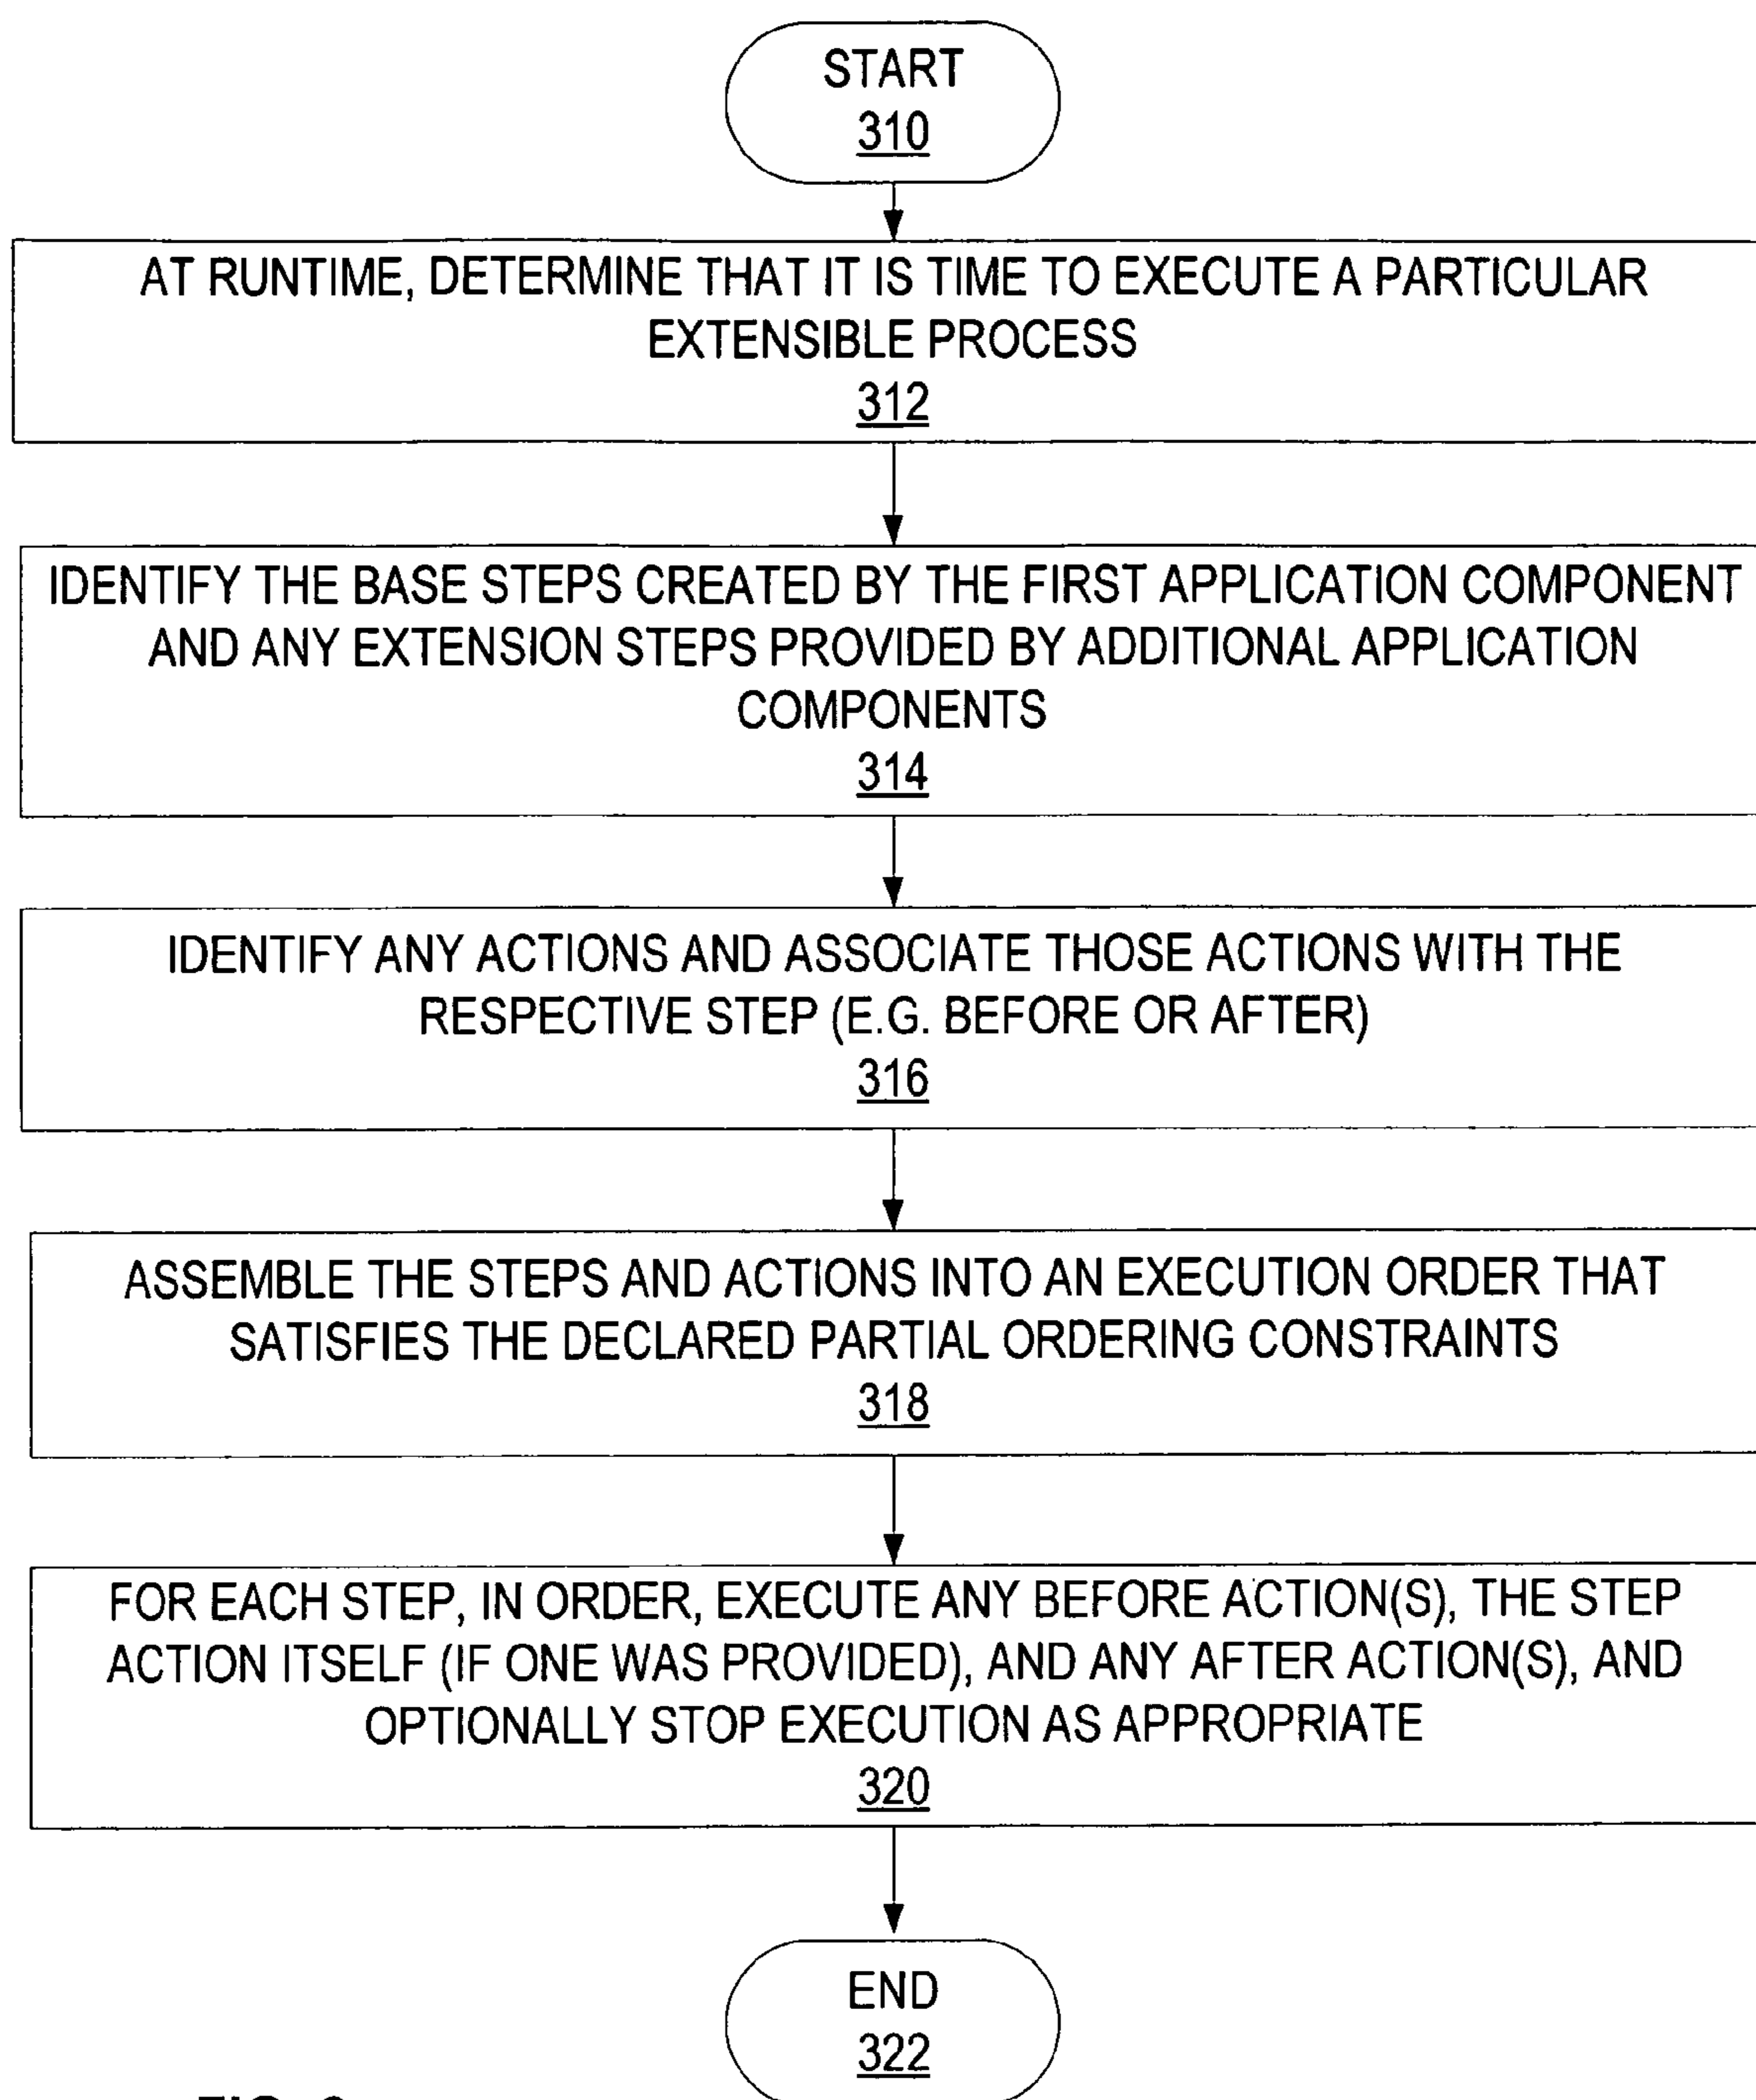 START
310
AT RUNTIME, DETERMINE THAT IT IS TIME TO EXECUTE A PARTICULAR
EXTENSIBLE PROCESS
312
IDENTIFY THE BASE STEPS CREATED BY THE FIRST APPLICATION COMPONENT
AND ANY EXTENSION STEPS PROVIDED BY ADDITIONAL APPLICATION
COMPONENTS
314
IDENTIFY ANY ACTIONS AND ASSOCIATE THOSE ACTIONS WITH THE
RESPECTIVE STEP (E.G. BEFORE OR AFTER)
316
ASSEMBLE THE STEPS AND ACTIONS INTO AN EXECUTION ORDER THAT
SATISFIES THE DECLARED PARTIAL ORDERING CONSTRAINTS
318
FOR EACH STEP, IN ORDER, EXECUTE ANY BEFORE ACTION(S), THE STEP
ACTION ITSELF (IF ONE WAS PROVIDED), AND ANY AFTER ACTION(S), AND
OPTIONALLY STOP EXECUTION AS APPROPRIATE
320
END
322